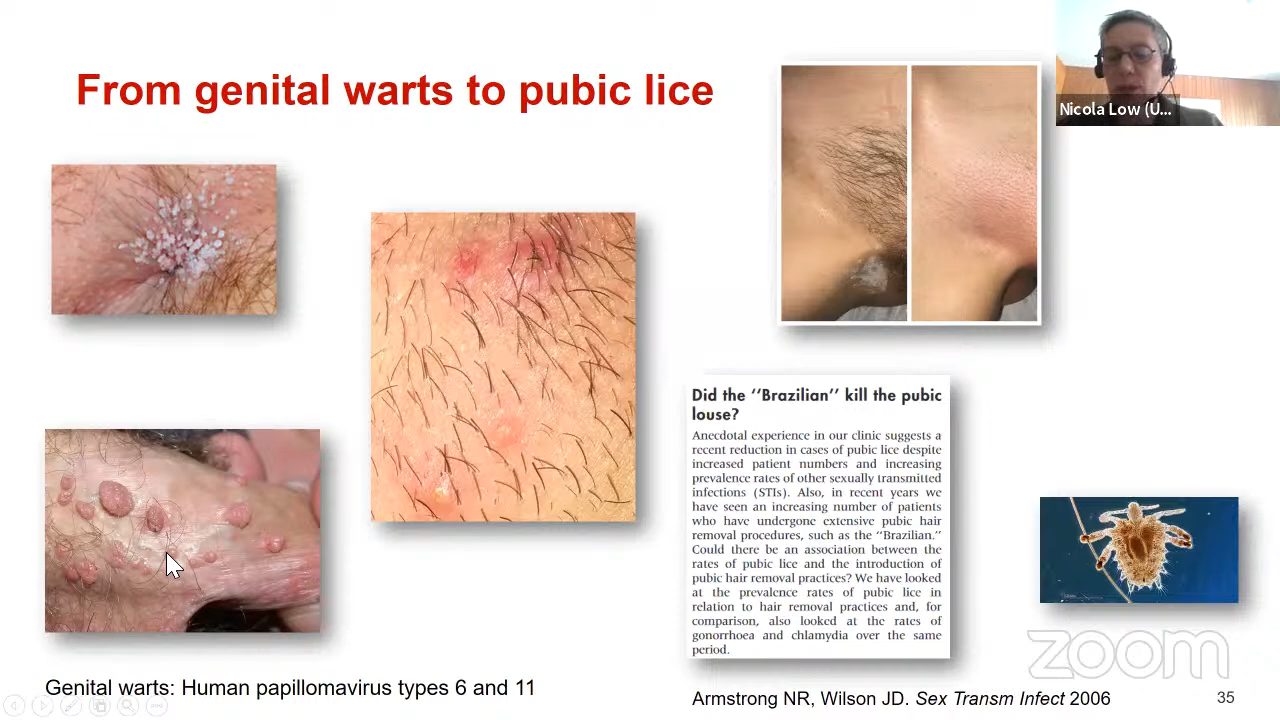 From genital warts to pubic lice
Nicola Low (U...
Did the "Brazilian" kill the pubic
louse?
Anecdotal experience in our clinic suggests a
recent reduction in cases of pubic lice despite
increased patient numbers and increasing
prevalence rates of other sexually transmitted
infections (STIs). Also, in recent years we
have seen an increasing number of patients
who have undergone extensive pubic hair
removal procedures, such as the "Brazilian."
Could there be an association between the
rates of pubic lice and the introduction of
pubic hair removal practices? We have looked
at the prevalence rates of pubic lice in
relation to hair removal practices and, for
comparison, also looked at the rates of
gonorrhoea and chlamydia over the same
period.
zoom
Genital warts: Human papillomavirus types 6 and 11
Armstrong NR, Wilson JD. Sex Transm Infect 2006
35